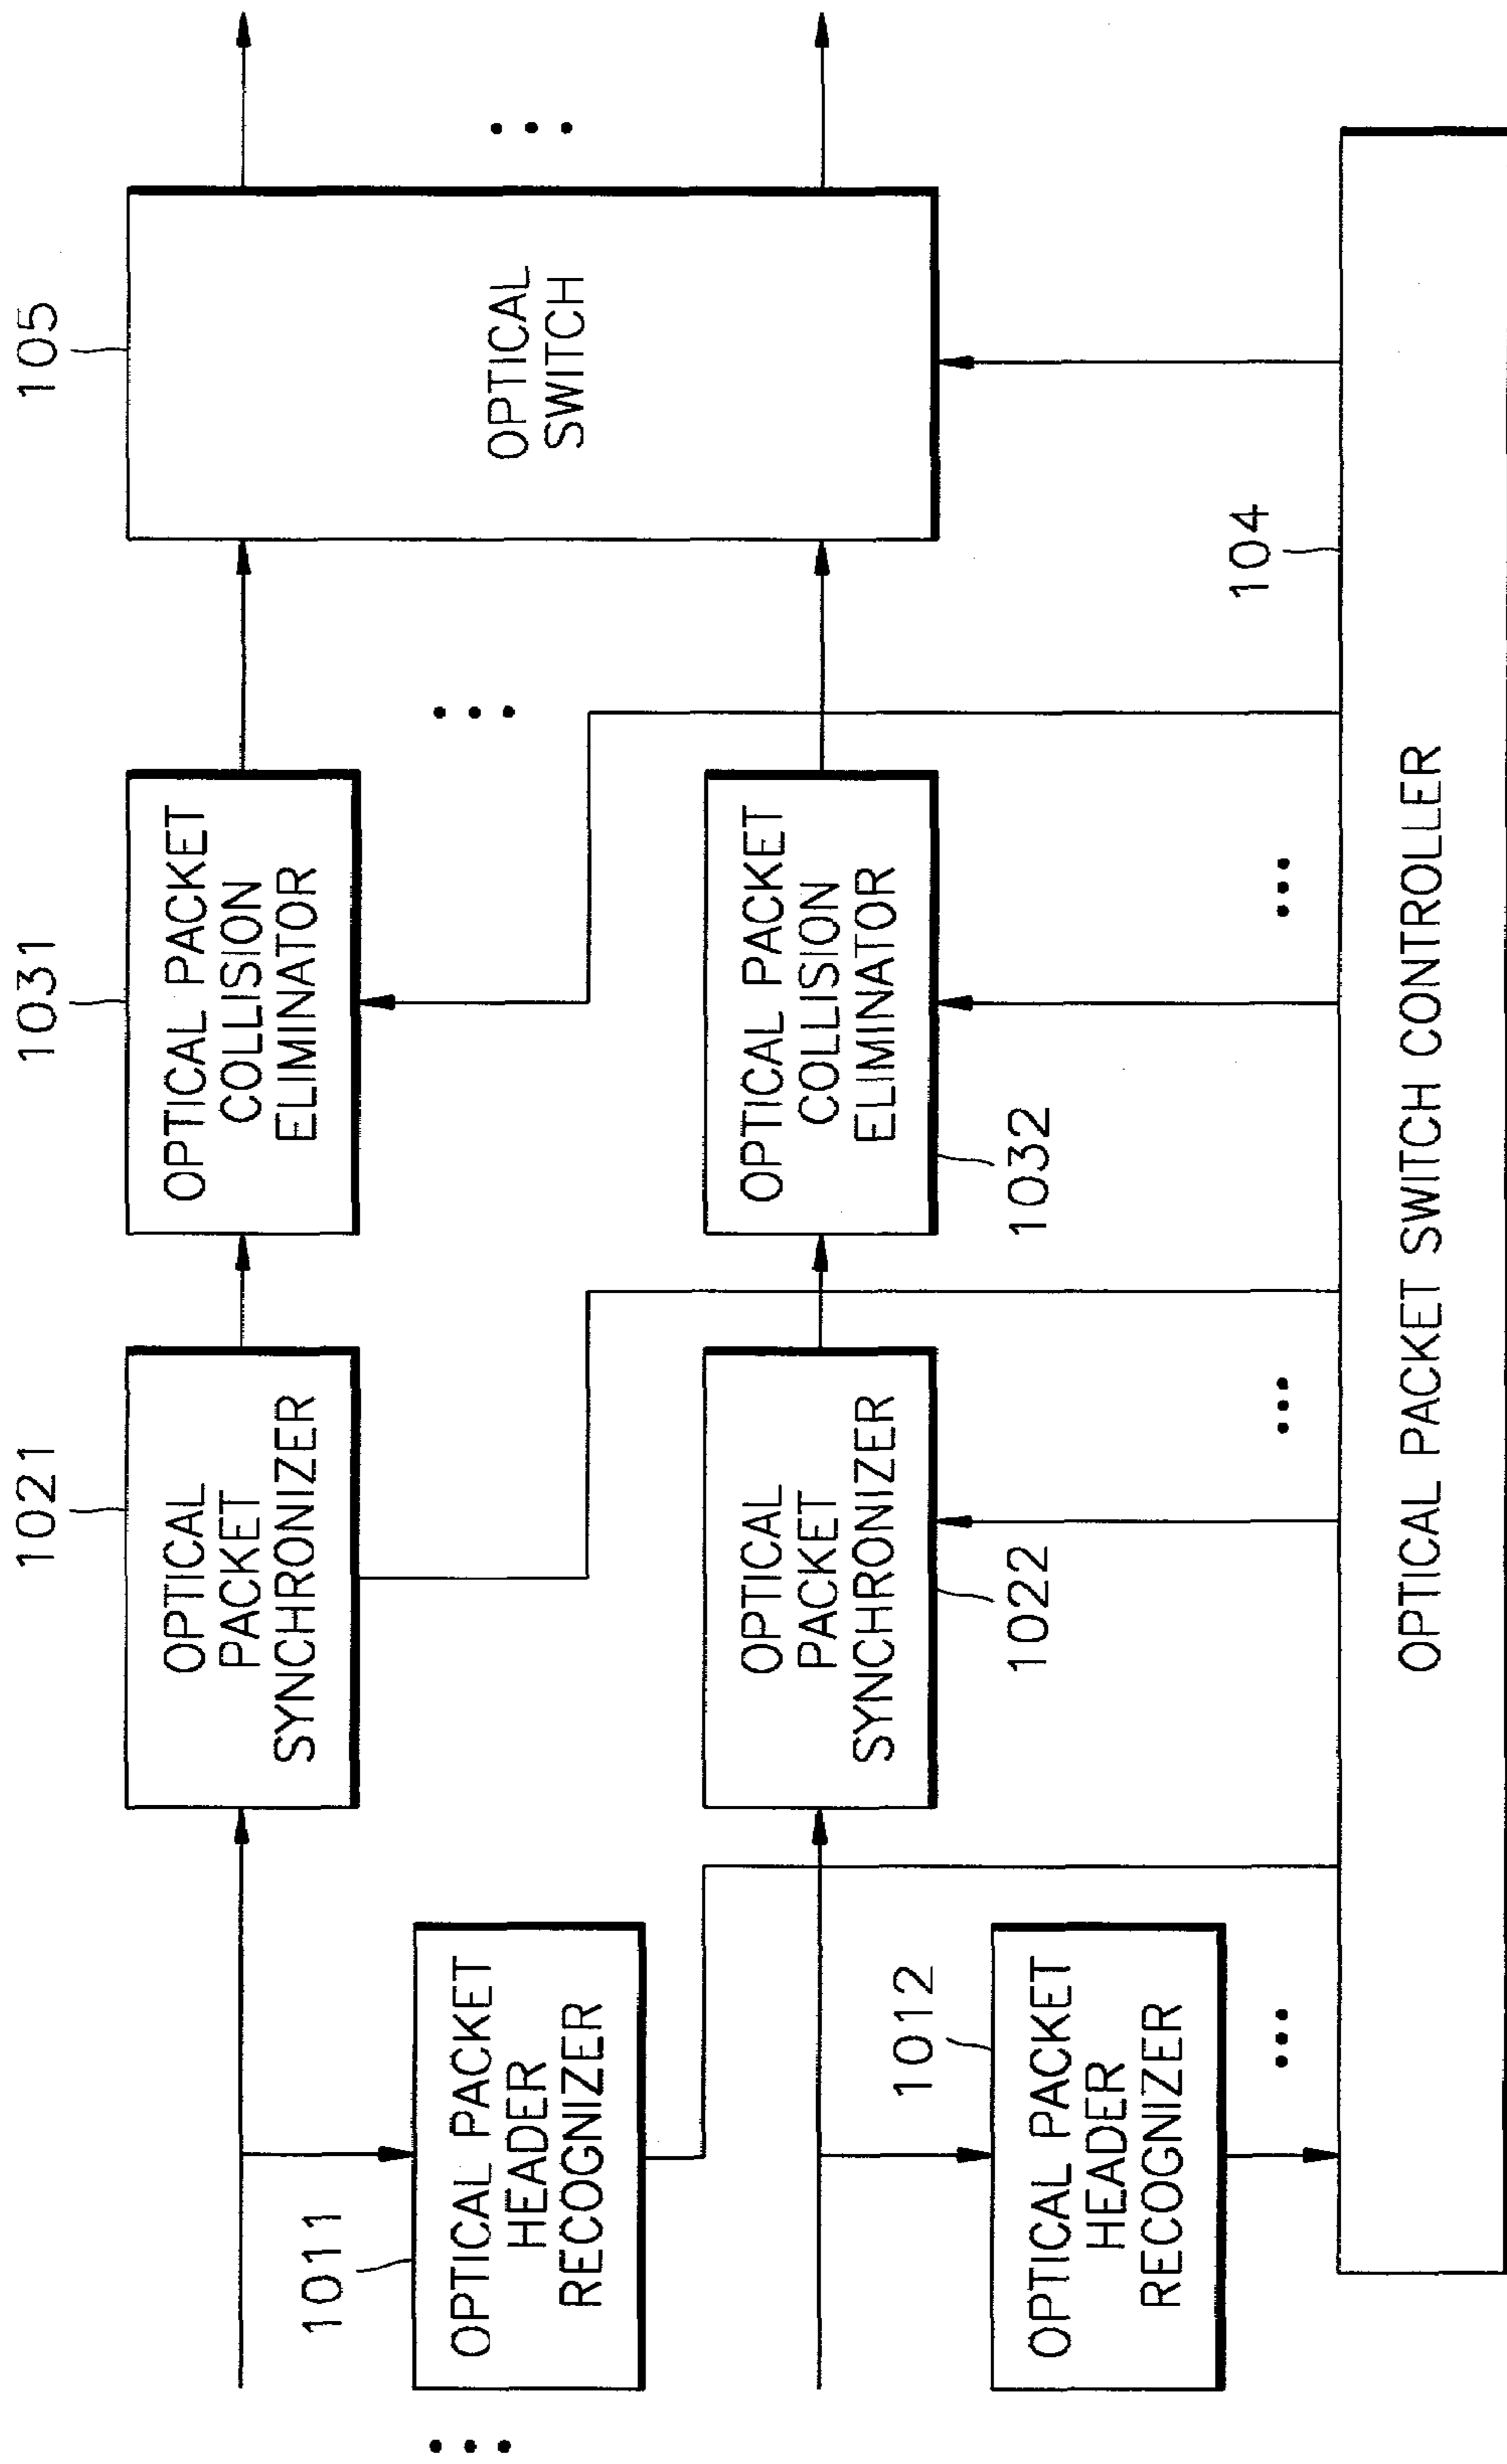 1021
OPTICAL
PACKET
SYNCHRONIZER
1031
OPTICAL PACKET
COLLISION
ELIMINATOR
105
OPTICAL
SWITCH
1011
OPTICAL PACKET
HEADER
RECOGNIZER
OPTICAL
PACKET
SYNCHRONIZER
1022
OPTICAL PACKET
COLLISION
ELIMINATOR
1032
1012
OPTICAL PACKET
HEADER
RECOGNIZER
104
OPTICAL PACKET SWITCH CONTROLLER